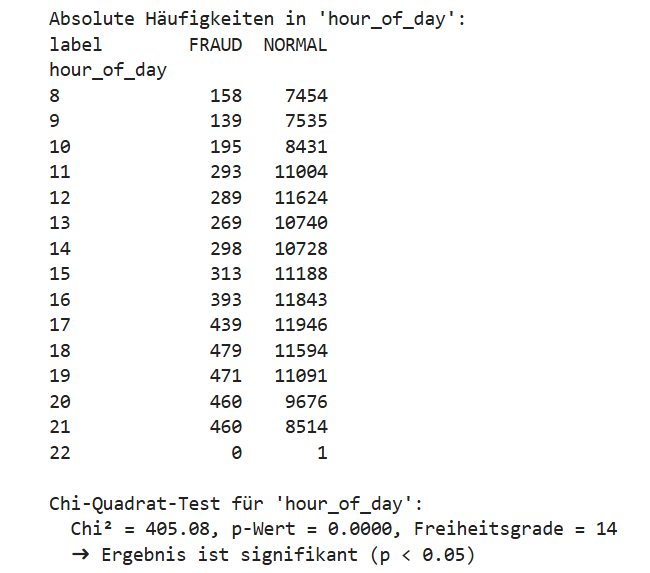 Absolute Häufigkeiten in 'hour_of_day':
label FRAUD NORMAL
hour_of_day
8 158 7454
9 139 7535
10 195 8431
11 293 11004
12 289 11624
13 269 10740
14 298 10728
15 313 11188
16 393 11843
17 439 11946
18 479 11594
19 471 11091
20 460 9676
21 460 8514
22 0 1
Chi-Quadrat-Test für 'hour_of_day':
Chi² = 405.08, p-Wert = 0.0000, Freiheitsgrade = 14
→ Ergebnis ist signifikant (p < 0.05)